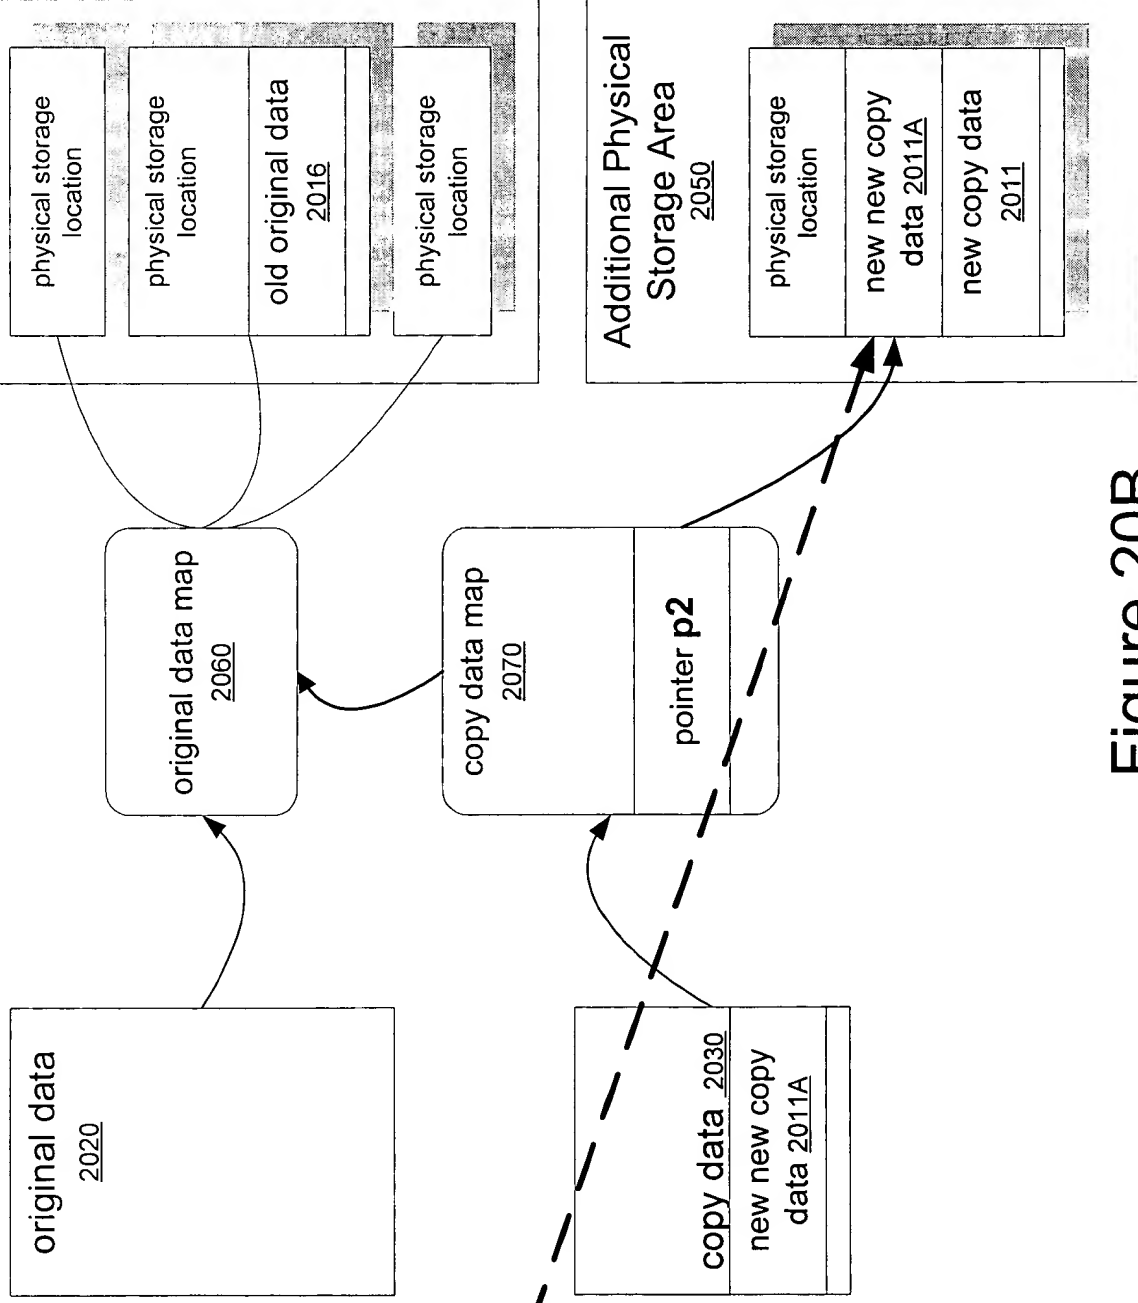 original data
2020
original data map
2060
physical storage
location
physical storage
location
old original data
2016
physical storage
location
copy data 2030
new new copy
data 2011A
copy data map
2070
pointer p2
Additional Physical
Storage Area
2050
physical storage
location
new new copy
data 2011A
new copy data
2011
Figure 20B